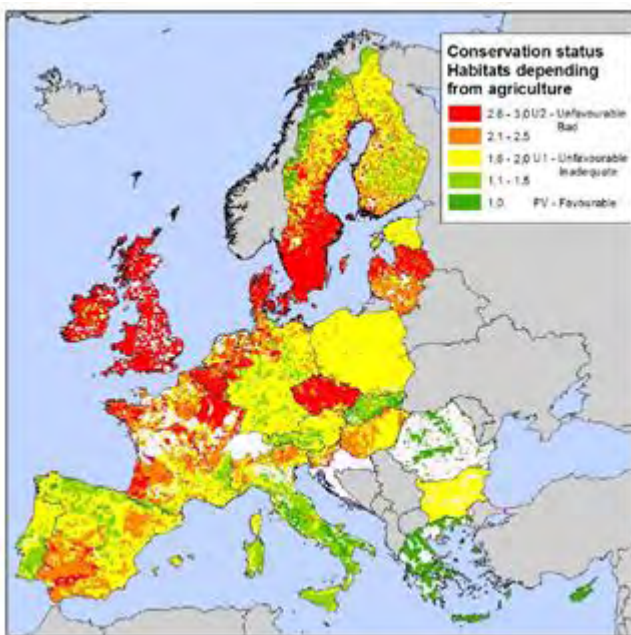 Conservation status
Habitats depending
from agriculture
2.6 - 3,0 U2 - Unfavourable
Bad
2.1 - 2.5
1,6 - 2,0 U1 - Unfavourable
Inadequate
1,1 - 1,5
1,0 FV - Favourable